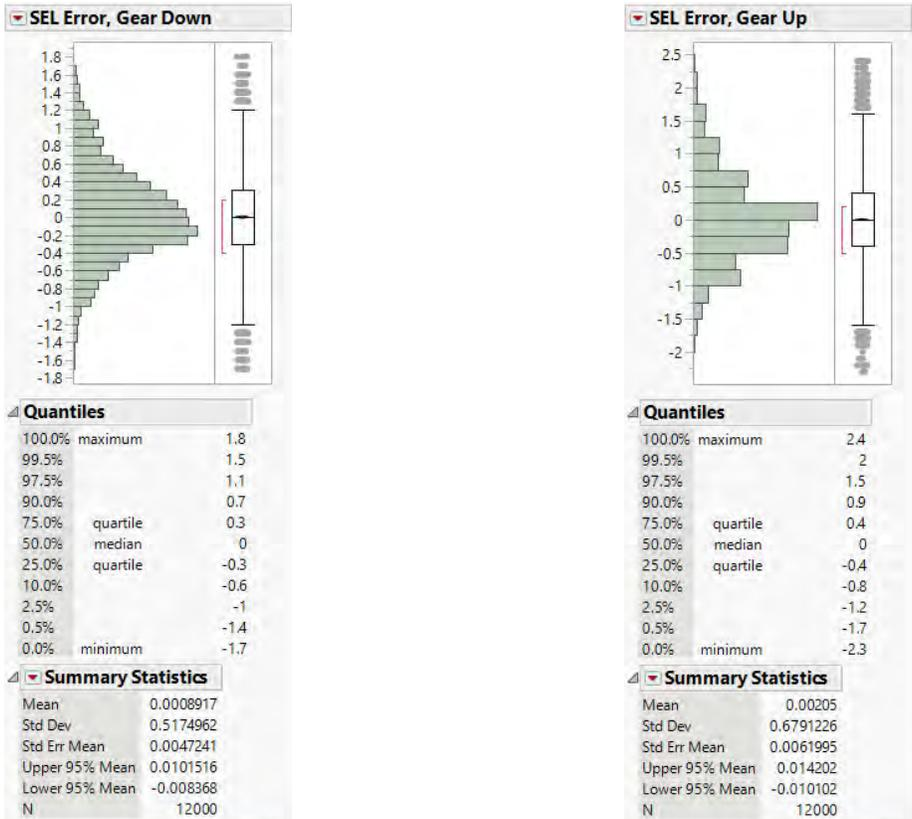 SEL Error, Gear Down
1.8
1.6
1.4
1.2
1
0.8
0.6
0.4
0.2
0
-0.2
-0.4
-0.6
-0.8
-1
-1.2
-1.4
-1.6
-1.8
Quantiles
100.0% maximum 1.8
99.5% 1.5
97.5% 1.1
90.0% 0.7
75.0% quartile 0.3
50.0% median 0
25.0% quartile -0.3
10.0% -0.6
2.5% -1
0.5% -1.4
0.0% minimum -1.7
Summary Statistics
Mean 0.0008917
Std Dev 0.5174962
Std Err Mean 0.0047241
Upper 95% Mean 0.0101516
Lower 95% Mean -0.008368
N 12000
SEL Error, Gear Up
2.5
2
1.5
1
0.5
0
-0.5
-1
-1.5
-2
Quantiles
100.0% maximum 2.4
99.5% 2
97.5% 1.5
90.0% 0.9
75.0% quartile 0.4
50.0% median 0
25.0% quartile -0.4
10.0% -0.8
2.5% -1.2
0.5% -1.7
0.0% minimum -2.3
Summary Statistics
Mean 0.00205
Std Dev 0.6791226
Std Err Mean 0.0061995
Upper 95% Mean 0.014202
Lower 95% Mean -0.010102
N 12000